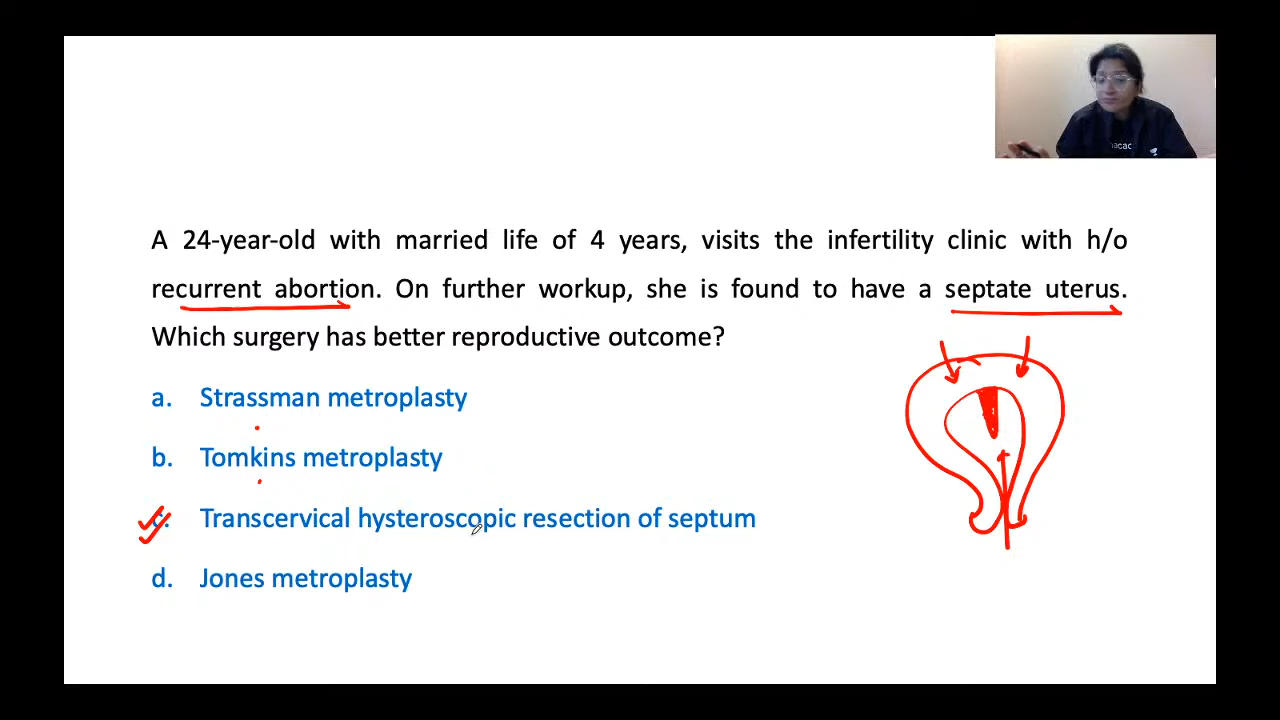 A 24-year-old with married life of 4 years, visits the infertility clinic with h/o
recurrent abortion. On further workup, she is found to have a septate uterus.
Which surgery has better reproductive outcome?
a. Strassman metroplasty
b. Tomkins metroplasty
c. Transcervical hysteroscopic resection of septum
d. Jones metroplasty